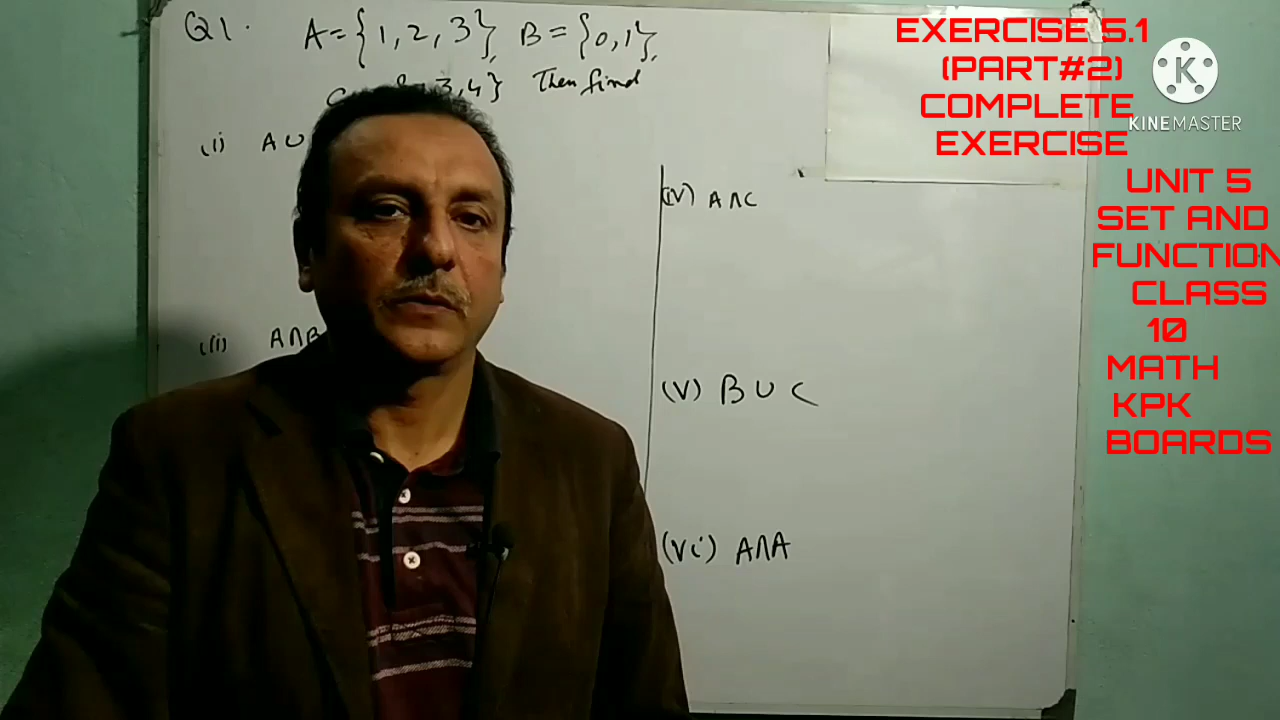 Q1. A = {1, 2, 3}, B = {0, 1},
3, 4} Then find
(i) A ∪
(ii) A ∩ B
(iv) A ∩ C
(v) B ∪ C
(vi) A ∩ A
EXERCISE 5.1
(PART#2)
COMPLETE
EXERCISE
K
KINEMASTER
UNIT 5
SET AND
FUNCTION
CLASS
10
MATH
KPK
BOARDS